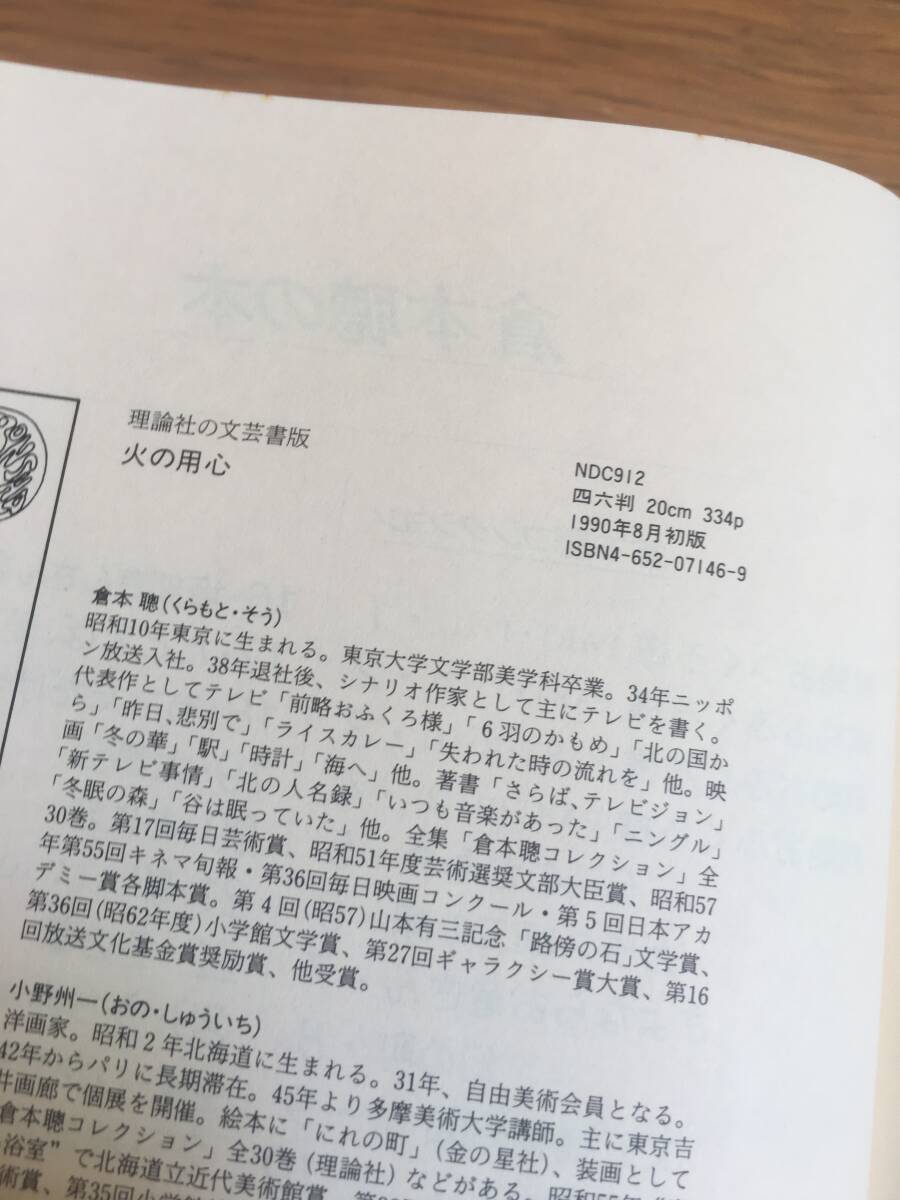 理論社の文芸書版
火の用心
NDC912
四六判 20cm 334p
1990年8月初版
ISBN4-652-07146-9
倉本 聰(くらもと・そう)
昭和10年東京に生まれる。東京大学文学部美学科卒業。34年ニッポ
ン放送入社。38年退社後、シナリオ作家として主にテレビを書く。
代表作としてテレビ「前略おふくろ様」「6羽のかもめ」「北の国か
ら」「昨日、悲別で」「ライスカレー」「失われた時の流れを」他。映
画「冬の華」「駅」「時計」「海へ」他。著書「さらば、テレビジョン」
「新テレビ事情」「北の人名録」「いつも音楽があった」「ニングル」
「冬眠の森」「谷は眠っていた」他。全集「倉本聰コレクション」全
30巻。第17回毎日芸術賞、昭和51年度芸術選奨文部大臣賞、昭和57
年第55回キネマ旬報・第36回毎日映画コンクール・第5回日本アカ
デミー賞各脚本賞。第4回(昭57)山本有三記念「路傍の石」文学賞、
第36回(昭62年度)小学館文学賞、第27回ギャラクシー賞大賞、第16
回放送文化基金賞奨励賞、他受賞。
小野州一(おの・しゅういち)
洋画家。昭和2年北海道に生まれる。31年、自由美術会員となる。
42年からパリに長期滞在。45年より多摩美術大学講師。主に東京吉
井画廊で個展を開催。絵本に「にれの町」(金の星社)、装画として
倉本聰コレクション」全30巻(理論社)などがある。昭和55年
浴室”で北海道立近代美術館賞
術賞、第35回小学館